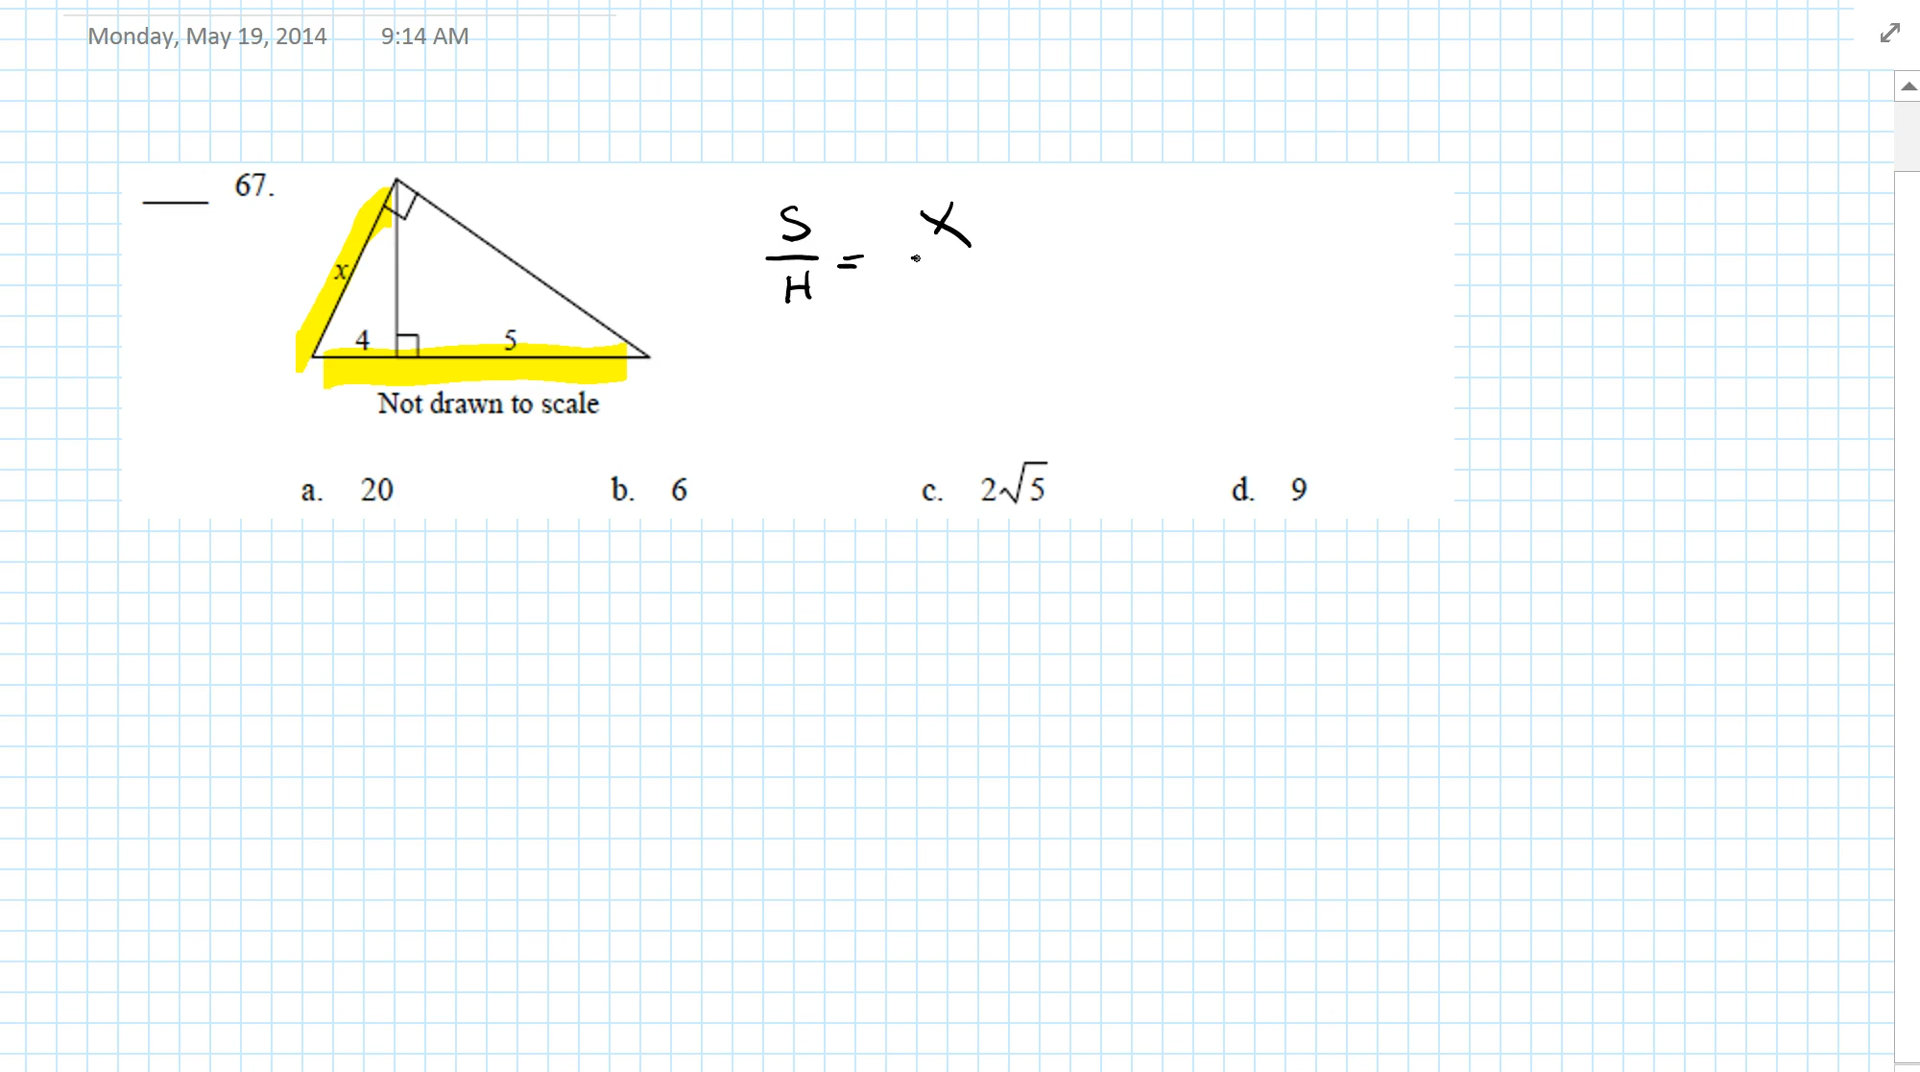 Monday, May 19, 2014 9:14 AM
____ 67.
S/H = X
x
4 5
Not drawn to scale
a. 20 b. 6 c. 2√5 d. 9